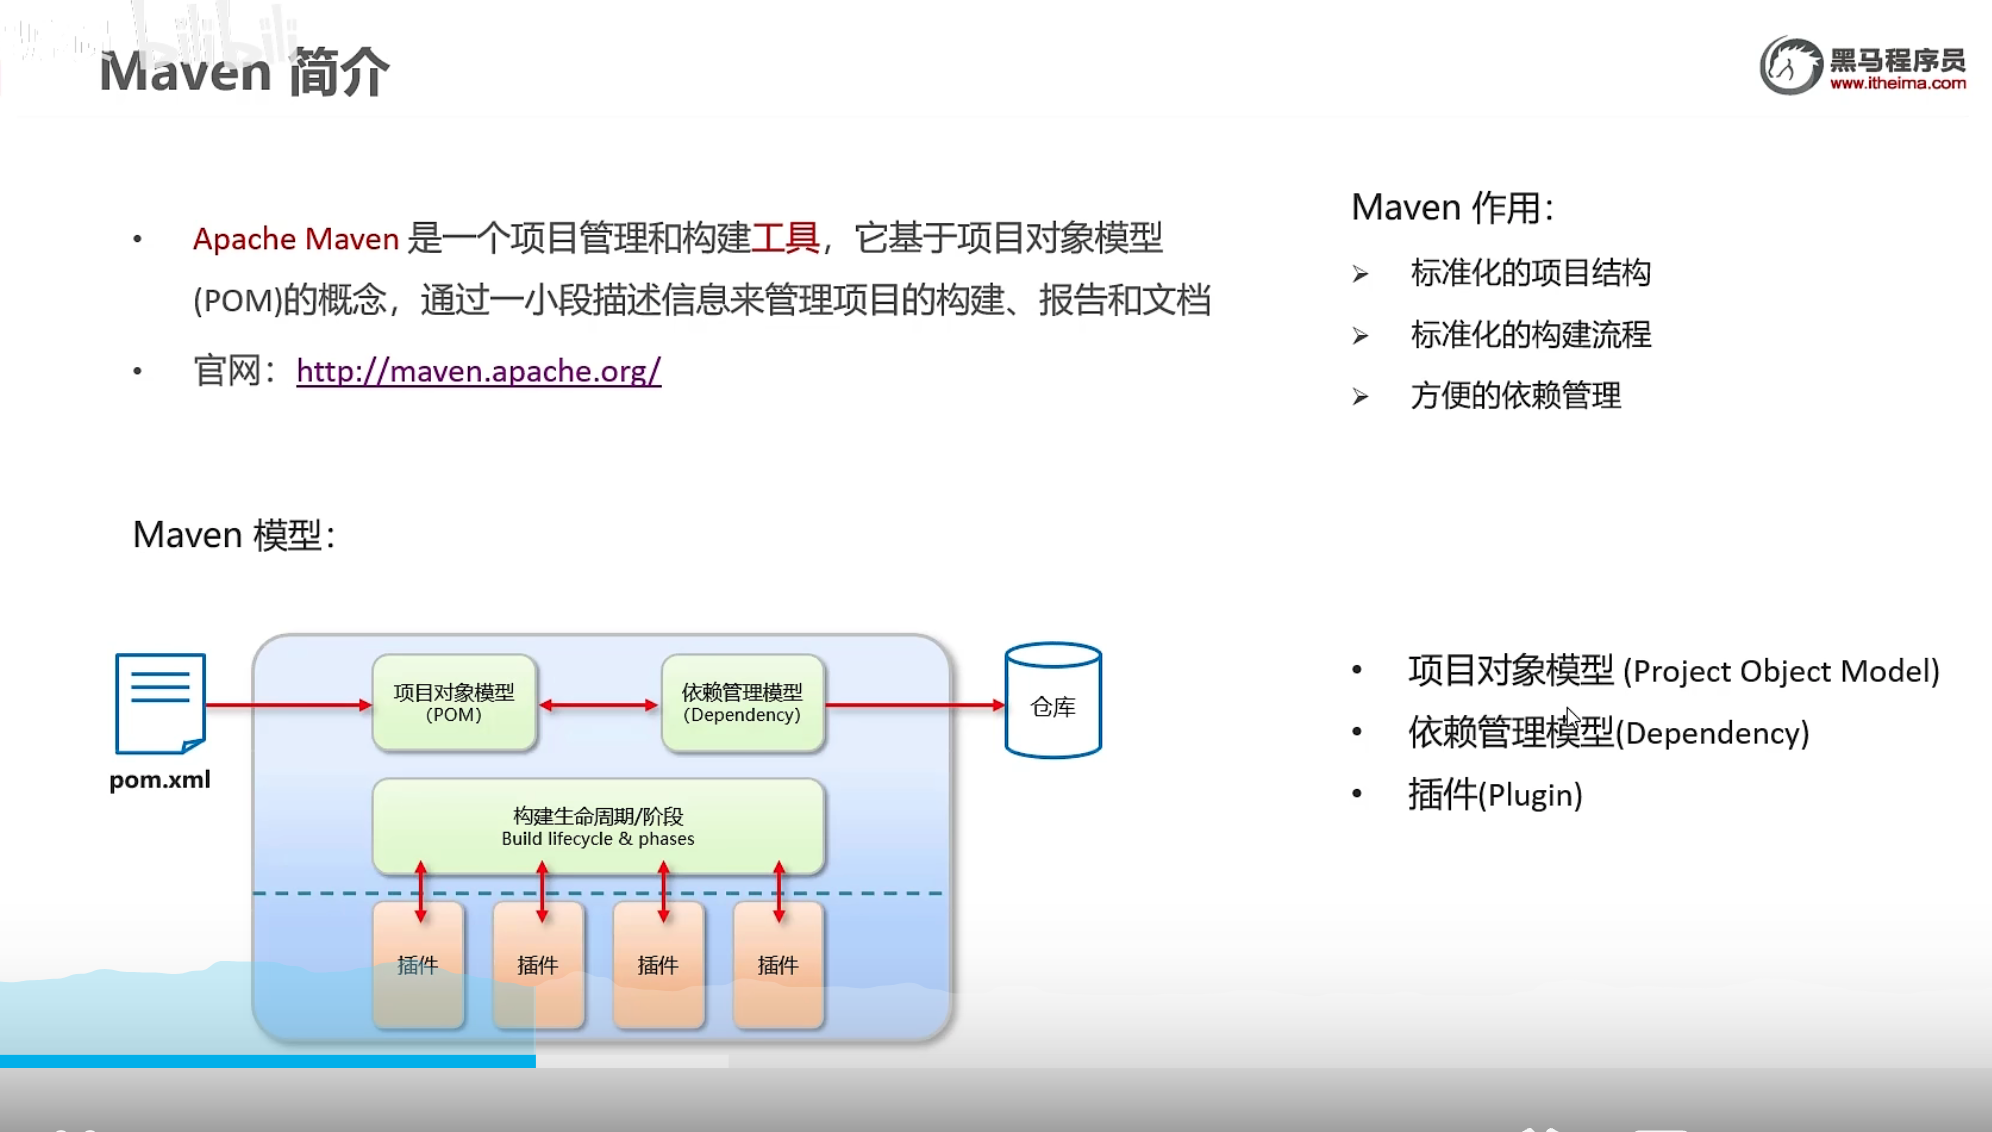 bilibili
Maven 简介
黑马程序员
www.itheima.com
• Apache Maven 是一个项目管理和构建工具，它基于项目对象模型
(POM)的概念，通过一小段描述信息来管理项目的构建、报告和文档
• 官网：http://maven.apache.org/
Maven 作用：
➢ 标准化的项目结构
➢ 标准化的构建流程
➢ 方便的依赖管理
Maven 模型：
pom.xml
项目对象模型
(POM)
依赖管理模型
(Dependency)
仓库
构建生命周期/阶段
Build lifecycle & phases
插件
插件
插件
插件
• 项目对象模型 (Project Object Model)
• 依赖管理模型(Dependency)
• 插件(Plugin)